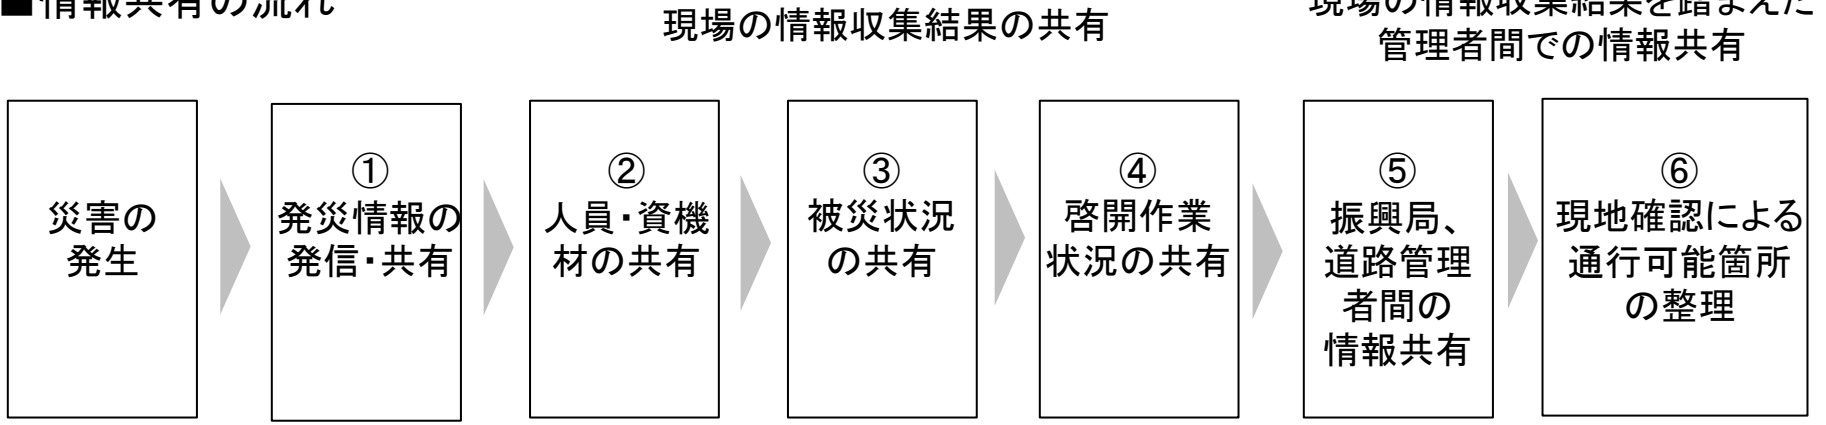 ■情報共有の流れ
現場の情報収集結果の共有
現場の情報収集結果を踏まえた
管理者間での情報共有
災害の
発生
①
発災情報の
発信・共有
②
人員・資機
材の共有
③
被災状況
の共有
④
啓開作業
状況の共有
⑤
振興局、
道路管理
者間の
情報共有
⑥
現地確認による
通行可能箇所
の整理